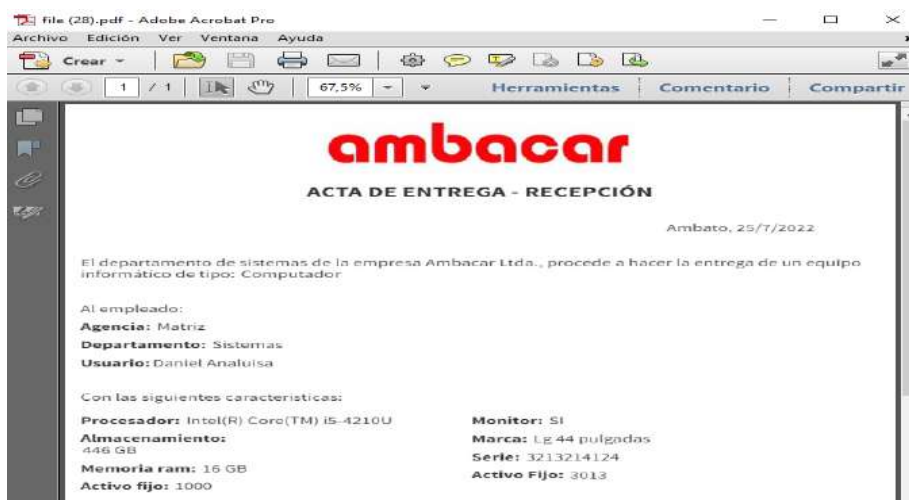 file (28).pdf - Adobe Acrobat Pro
Archivo Edición Ver Ventana Ayuda
Crear
1 / 1 67,5% Herramientas Comentario Compartir
ambacar
ACTA DE ENTREGA - RECEPCIÓN
Ambato, 25/7/2022
El departamento de sistemas de la empresa Ambacar Ltda., procede a hacer la entrega de un equipo
informático de tipo: Computador
Al empleado:
Agencia: Matriz
Departamento: Sistemas
Usuario: Daniel Analuisa
Con las siguientes características:
Procesador: Intel(R) Core(TM) i5-4210U
Almacenamiento:
446 GB
Memoria ram: 16 GB
Activo fijo: 1000
Monitor: SI
Marca: Lg 44 pulgadas
Serie: 3213214124
Activo Fijo: 3013